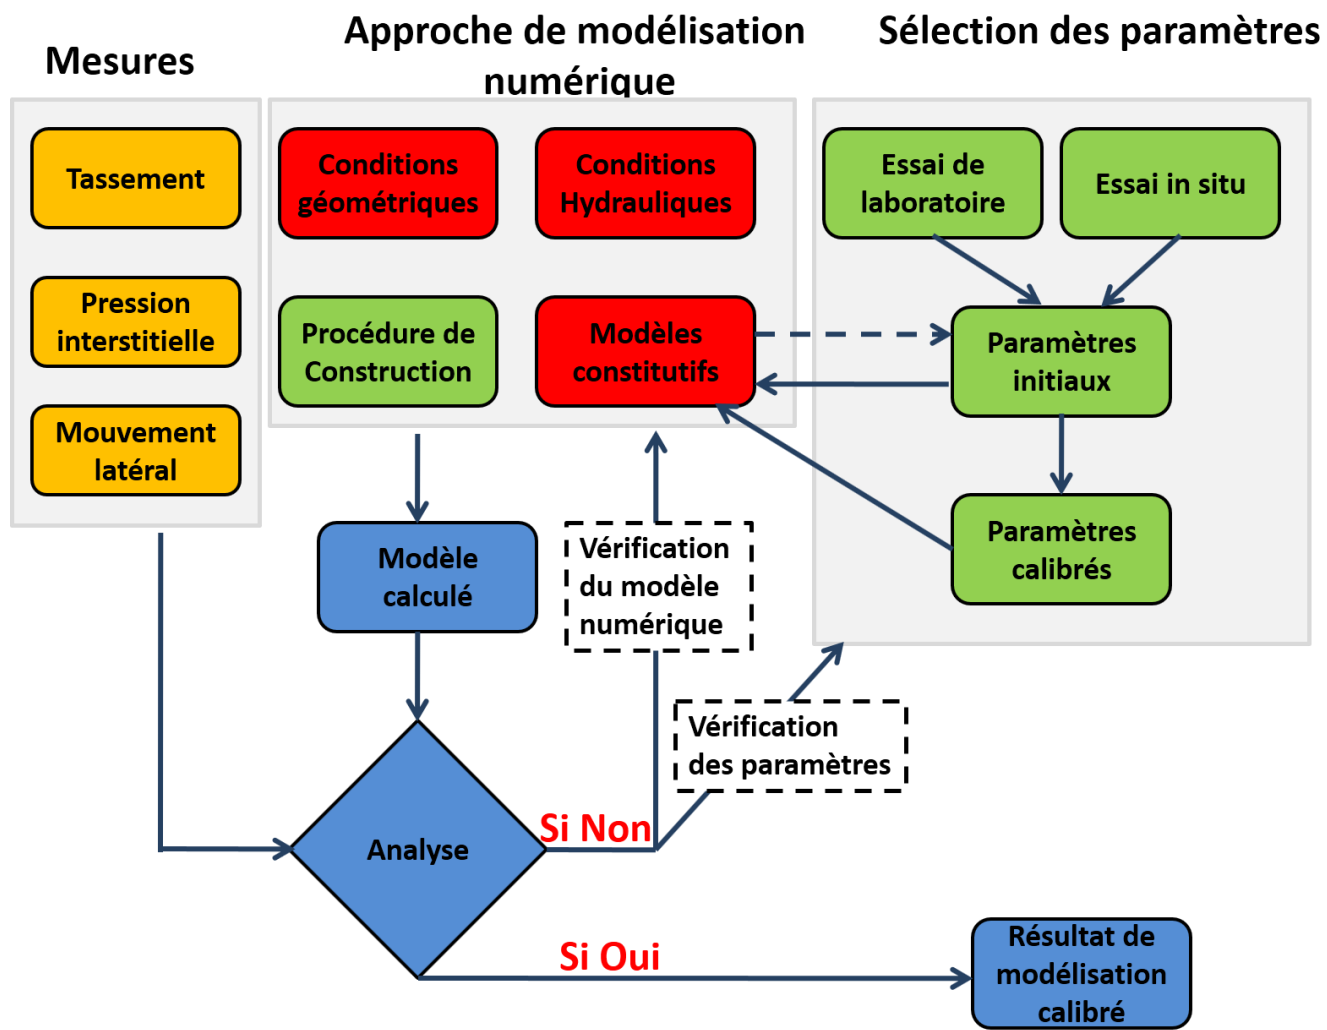 Mesures
Approche de modélisation
numérique
Sélection des paramètres
Tassement
Pression
interstitielle
Mouvement
latéral
Conditions
géométriques
Conditions
Hydrauliques
Procédure de
Construction
Modèles
constitutifs
Essai de
laboratoire
Essai in situ
Paramètres
initiaux
Paramètres
calibrés
Modèle
calculé
Vérification
du modèle
numérique
Vérification
des paramètres
Analyse
Si Non
Si Oui
Résultat de
modélisation
calibré